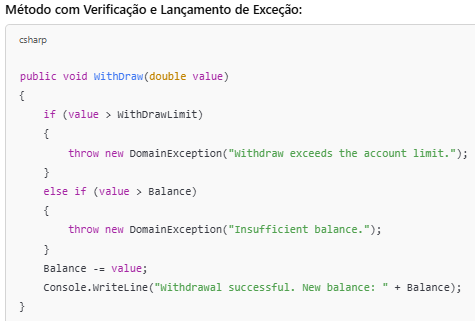 Método com Verificação e Lançamento de Exceção:
csharp
public void WithDraw(double value)
{
    if (value > WithDrawLimit)
    {
        throw new DomainException("Withdraw exceeds the account limit.");
    }
    else if (value > Balance)
    {
        throw new DomainException("Insufficient balance.");
    }
    Balance -= value;
    Console.WriteLine("Withdrawal successful. New balance: " + Balance);
}